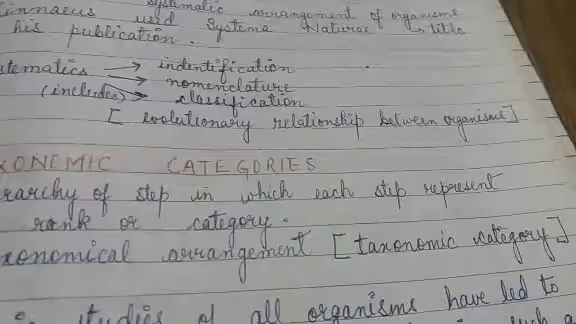 systematic arrangement of organisms
Linnaeus used Systema Naturae title
his publication.
tematics → indentification
→ nomenclature
(includes) → classification
[ evolutionary relationship between organisms]
XONOMIC CATEGORIES
rarchy of step in which each step represent
rank or category.
xonomical arrangement [taxonomic category]
studies of all organisms have led to
such a